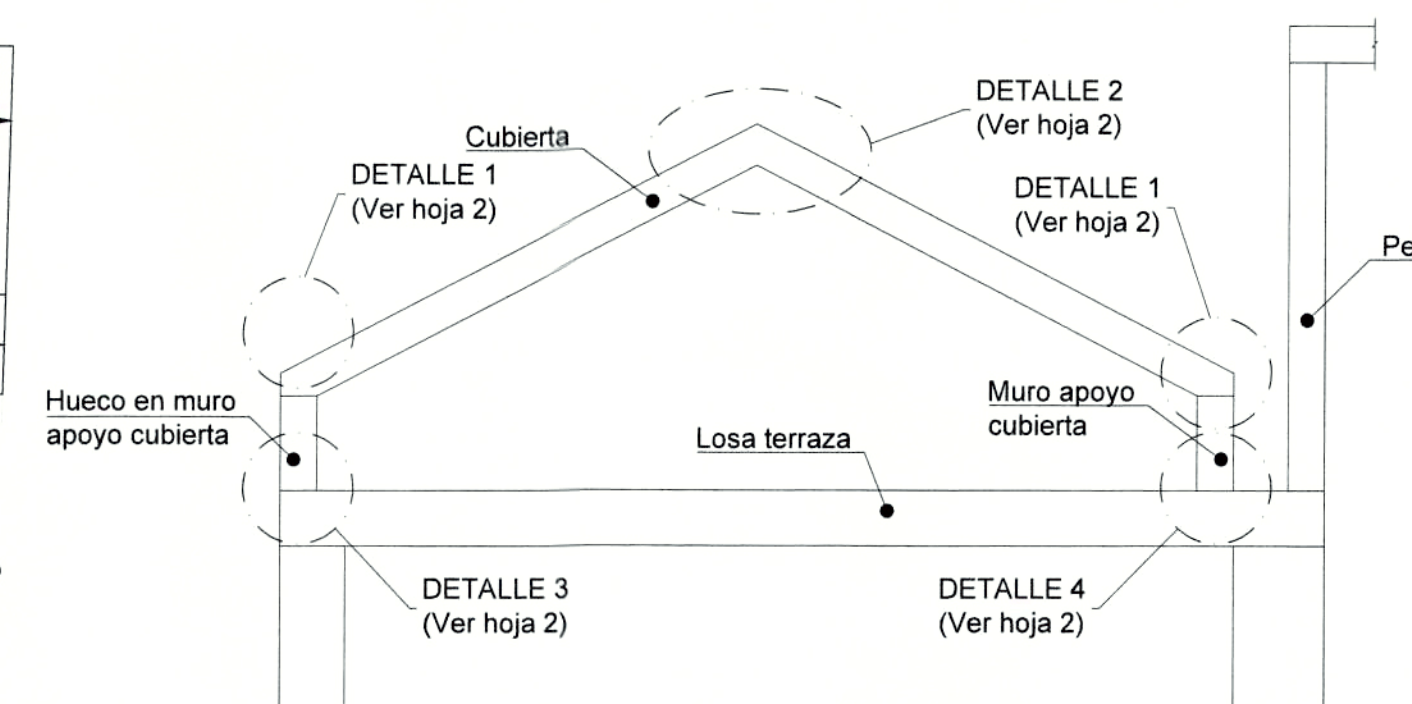 DETALLE 2
(Ver hoja 2)
Cubierta
DETALLE 1
(Ver hoja 2)
DETALLE 1
(Ver hoja 2)
Pe
Hueco en muro
apoyo cubierta
Muro apoyo
cubierta
Losa terraza
DETALLE 3
(Ver hoja 2)
DETALLE 4
(Ver hoja 2)